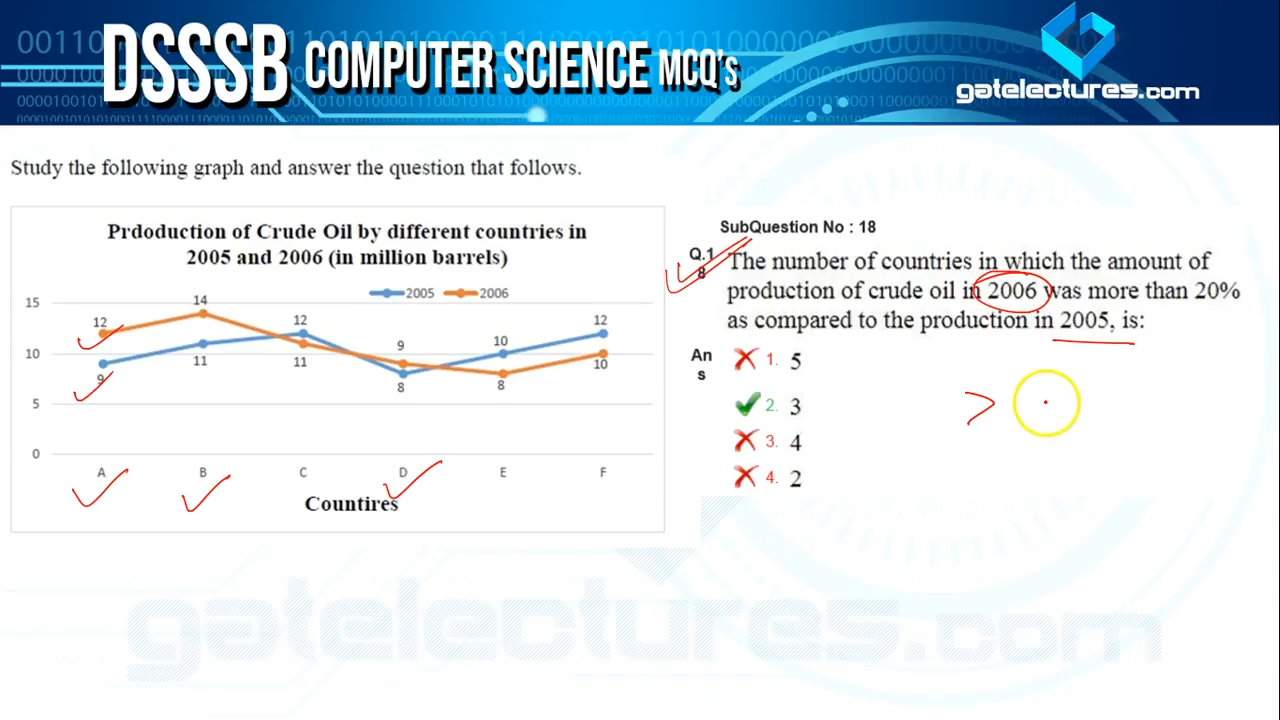 DSSSB COMPUTER SCIENCE MCQ's
gatelectures.com
Study the following graph and answer the question that follows.
Prdoduction of Crude Oil by different countries in
2005 and 2006 (in million barrels)
2005 2006
15
10
5
0
12 14 12 9 10 12
9 11 11 8 8 10
A B C D E F
Countires
SubQuestion No : 18
Q.1
8
The number of countries in which the amount of
production of crude oil in 2006 was more than 20%
as compared to the production in 2005, is:
An
s
1. 5
2. 3
3. 4
4. 2
>
gatelectures.com